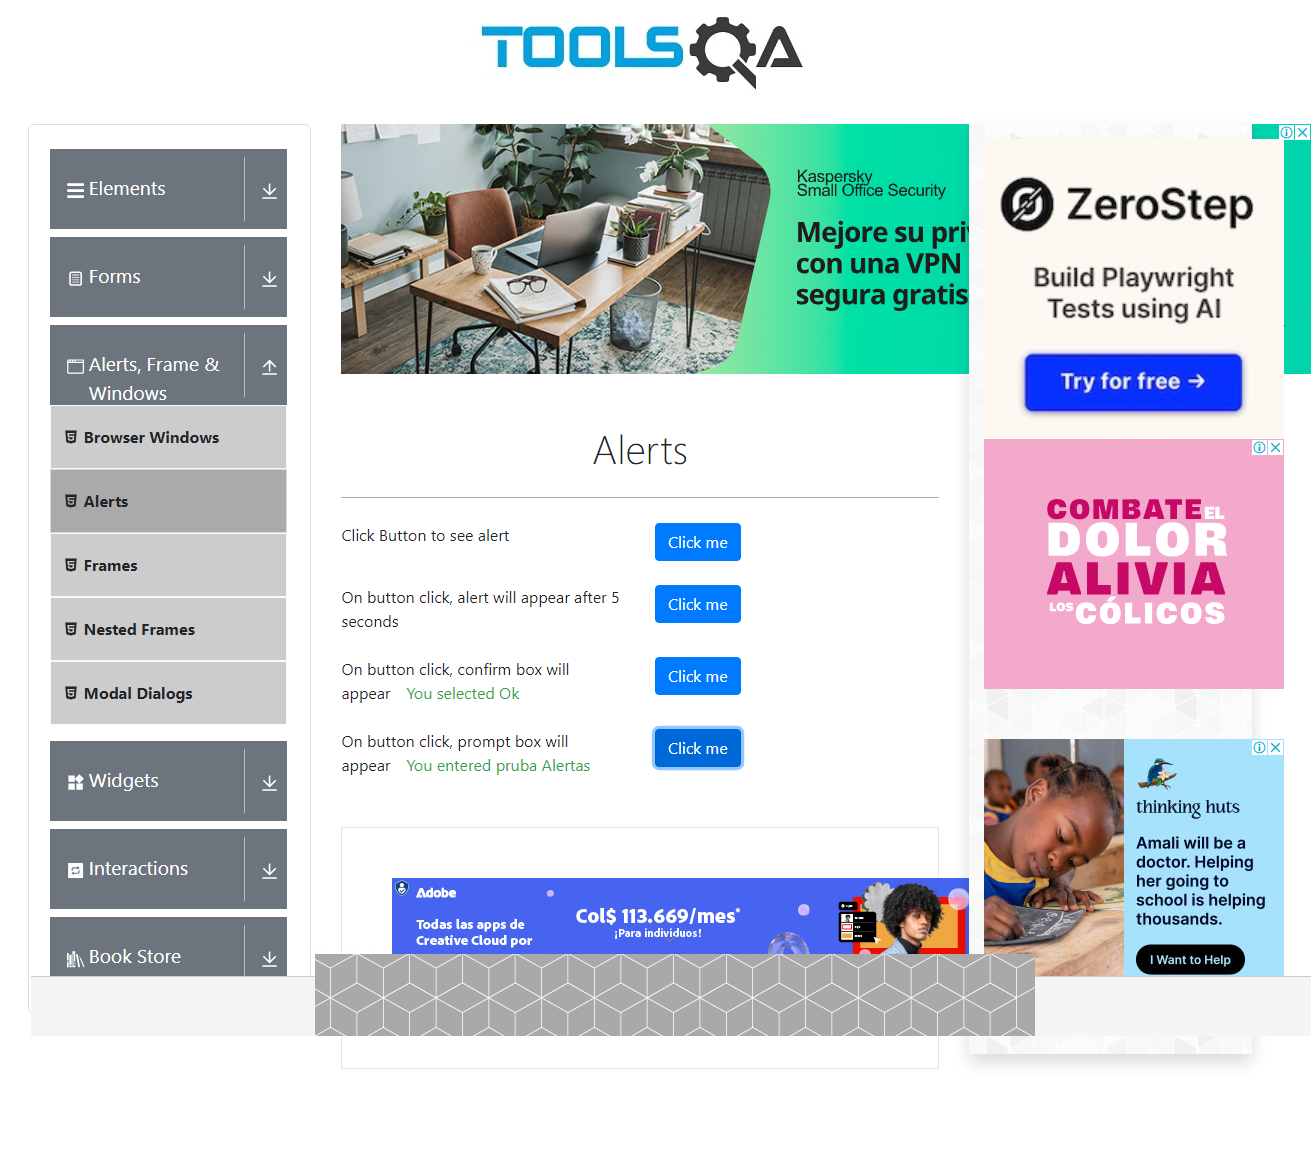 TOOLSQA
Elements
Forms
Alerts, Frame &
Windows
Browser Windows
Alerts
Frames
Nested Frames
Modal Dialogs
Widgets
Interactions
Book Store
Kaspersky
Small Office Security
Mejore su pri
con una VPN
segura gratis
Alerts
Click Button to see alert
Click me
On button click, alert will appear after 5
seconds
Click me
On button click, confirm box will
appear You selected Ok
Click me
On button click, prompt box will
appear You entered pruba Alertas
Click me
Adobe
Todas las apps de
Creative Cloud por
Col$ 113.669/mes*
¡Para individuos!
ZeroStep
Build Playwright
Tests using AI
Try for free →
COMBATE EL
DOLOR
ALIVIA
LOS CÓLICOS
thinking huts
Amali will be a
doctor. Helping
her going to
school is helping
thousands.
I Want to Help